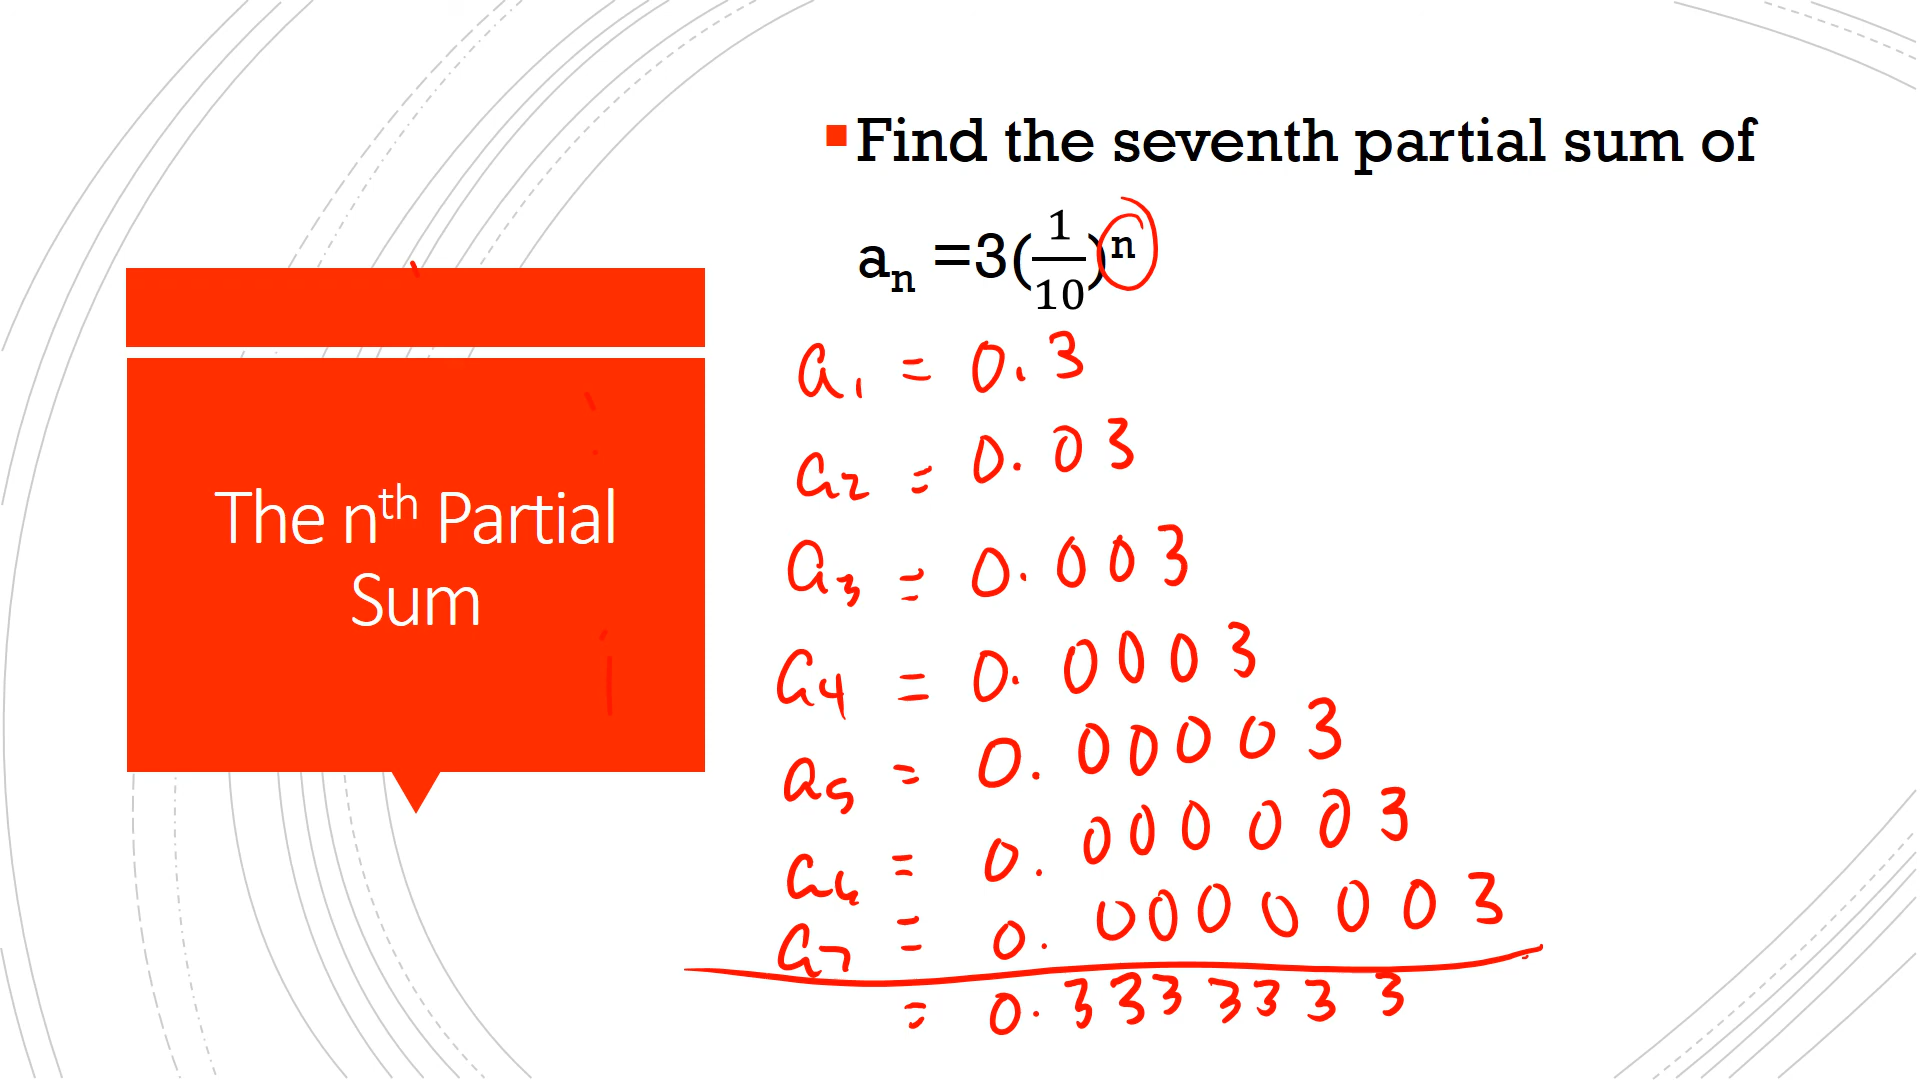 The nth Partial
Sum
Find the seventh partial sum of
aₙ =3(1/10)ⁿ
a₁ = 0.3
a₂ = 0.03
a₃ = 0.003
a₄ = 0.0003
a₅ = 0.00003
a₆ = 0.000003
a₇ = 0.0000003
= 0.3333333